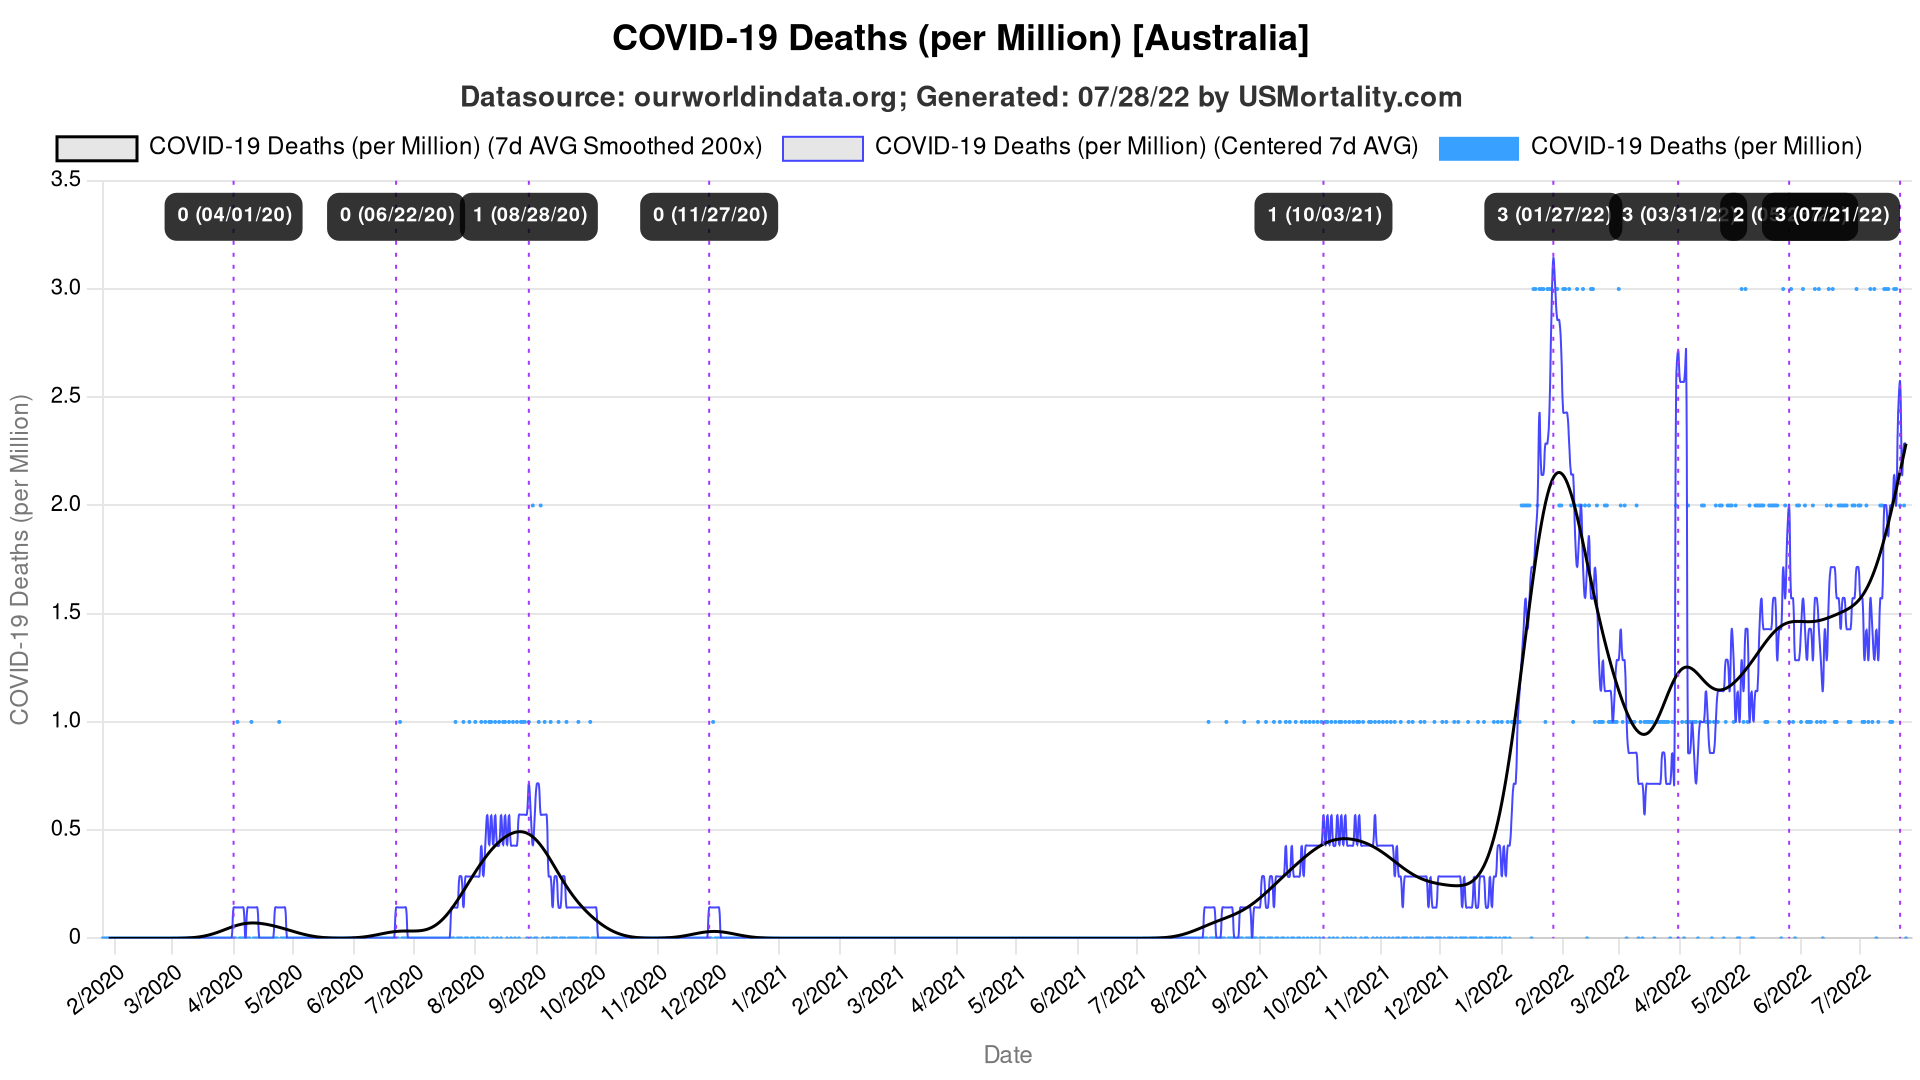 COVID-19 Deaths (per Million) [Australia]
Datasource: ourworldindata.org; Generated: 07/28/22 by USMortality.com
COVID-19 Deaths (per Million) (7d AVG Smoothed 200x) COVID-19 Deaths (per Million) (Centered 7d AVG) COVID-19 Deaths (per Million)
0 (04/01/20) 0 (06/22/20) 1 (08/28/20) 0 (11/27/20) 1 (10/03/21) 3 (01/27/22) 3 (03/31/22) 2 3 (07/21/22)
COVID-19 Deaths (per Million)
3.5
3.0
2.5
2.0
1.5
1.0
0.5
0
2/2020 3/2020 4/2020 5/2020 6/2020 7/2020 8/2020 9/2020 10/2020 11/2020 12/2020 1/2021 2/2021 3/2021 4/2021 5/2021 6/2021 7/2021 8/2021 9/2021 10/2021 11/2021 12/2021 1/2022 2/2022 3/2022 4/2022 5/2022 6/2022 7/2022
Date